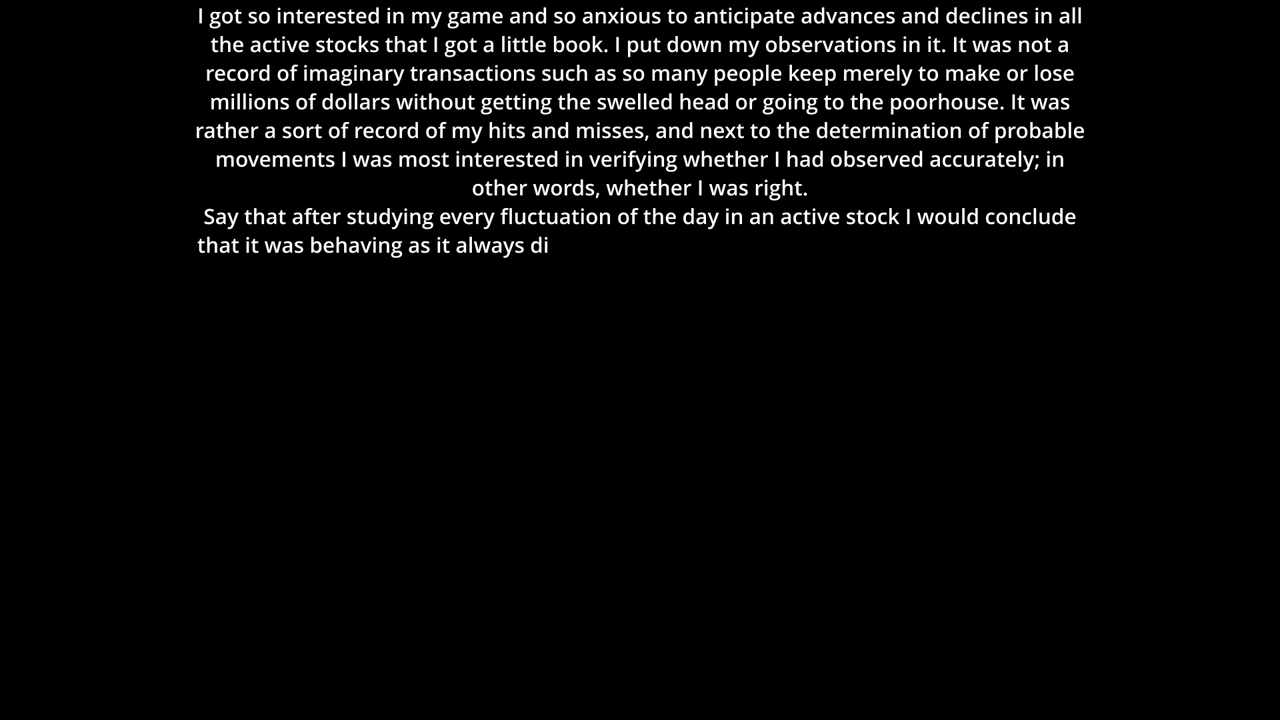 I got so interested in my game and so anxious to anticipate advances and declines in all
the active stocks that I got a little book. I put down my observations in it. It was not a
record of imaginary transactions such as so many people keep merely to make or lose
millions of dollars without getting the swelled head or going to the poorhouse. It was
rather a sort of record of my hits and misses, and next to the determination of probable
movements I was most interested in verifying whether I had observed accurately; in
other words, whether I was right.
Say that after studying every fluctuation of the day in an active stock I would conclude
that it was behaving as it always di